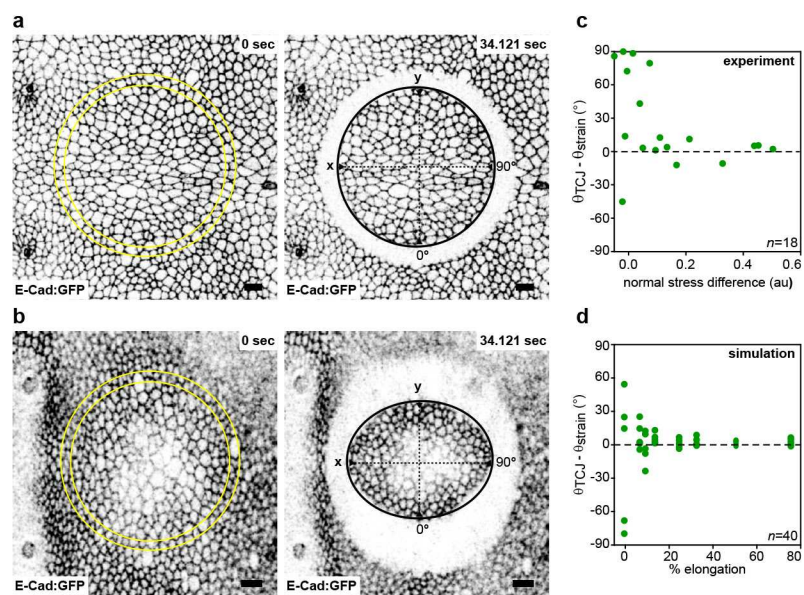 a
0 sec
E-Cad:GFP
34.121 sec
y
x
90°
0°
E-Cad:GFP
b
0 sec
E-Cad:GFP
34.121 sec
y
x
90°
0°
E-Cad:GFP
c
experiment
90
60
30
0
-30
-60
-90
θTCJ - θstrain (°)
n=18
0.0 0.2 0.4 0.6
normal stress difference (au)
d
simulation
90
60
30
0
-30
-60
-90
θTCJ - θstrain (°)
n=40
0 20 40 60 80
% elongation